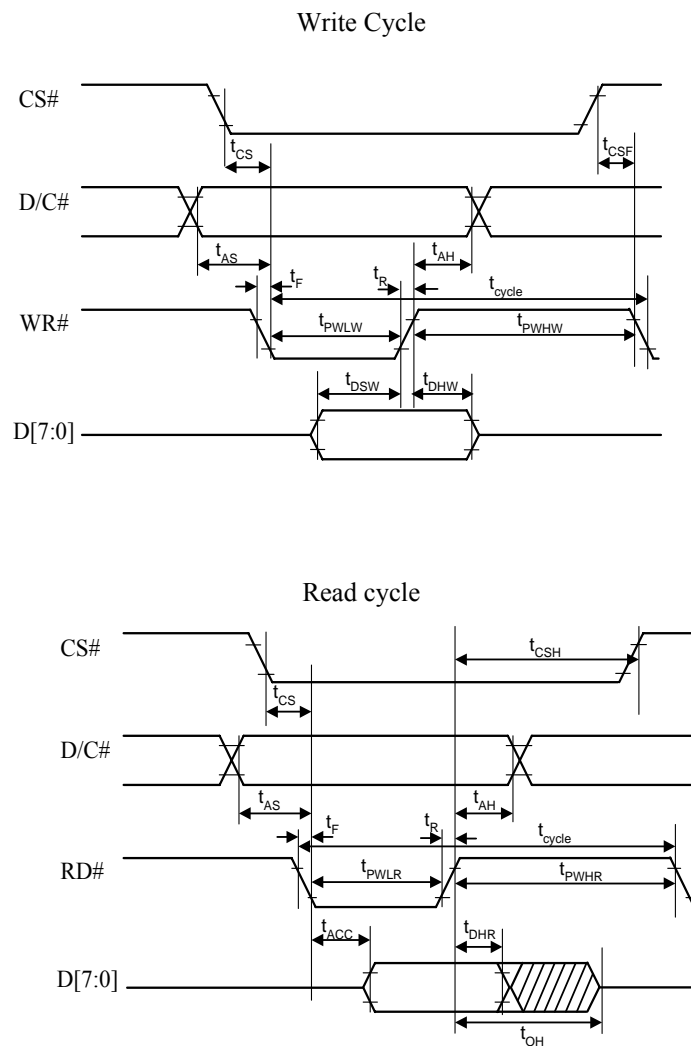 Write Cycle
CS#
tCS
tCSF
D/C#
tAS
tAH
tF
tR
tcycle
WR#
tPWLW
tPWHW
tDSW
tDHW
D[7:0]
Read cycle
CS#
tCSH
tCS
D/C#
tAS
tAH
tF
tR
tcycle
RD#
tPWLR
tPWHR
tACC
tDHR
D[7:0]
tOH